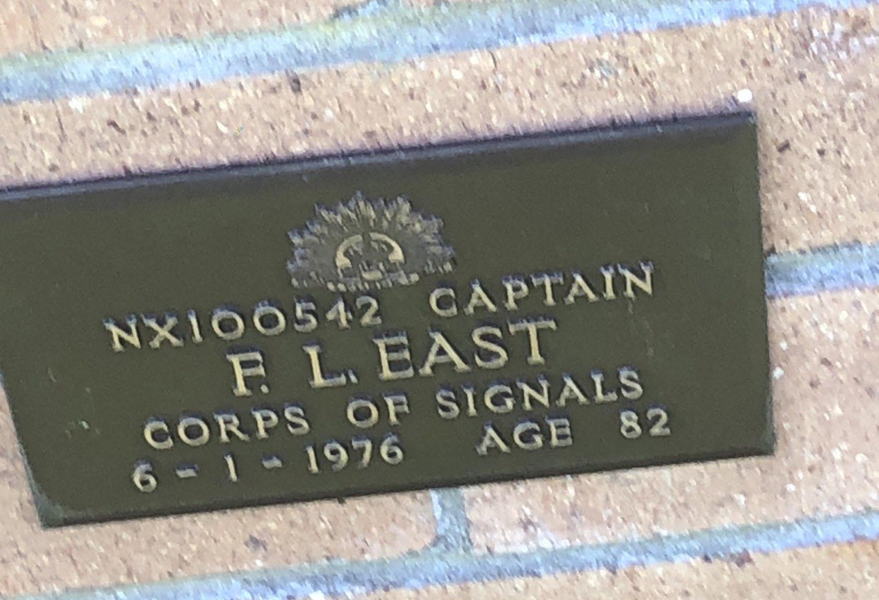 NX100542 CAPTAIN
F. L. EAST
CORPS OF SIGNALS
6 - 1 - 1976 AGE 82